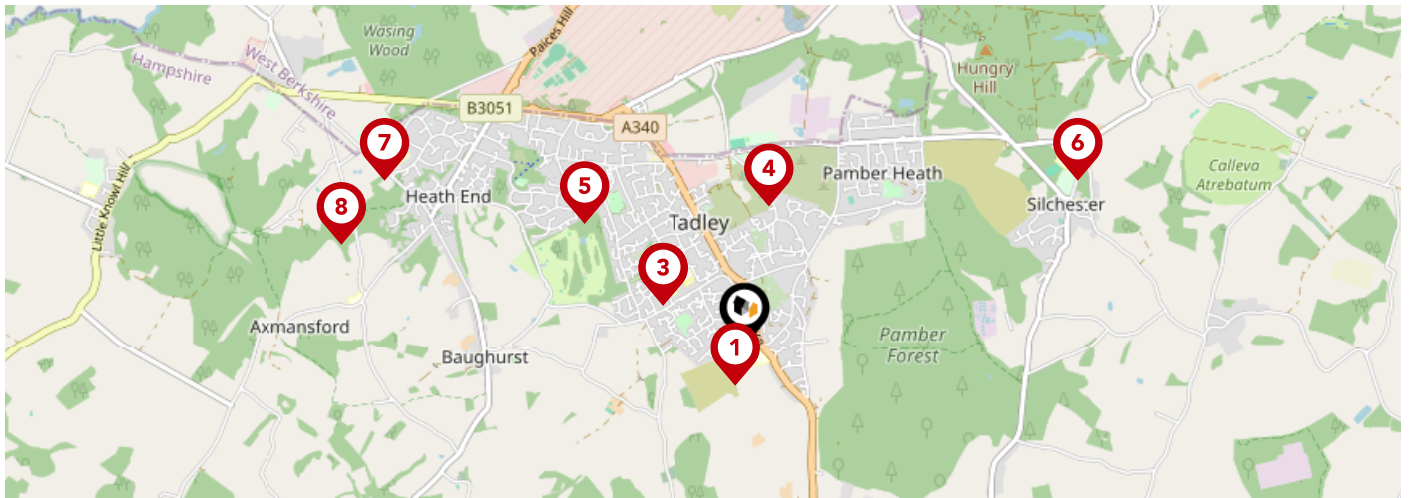 Wasing
Wood
Paices Hill
West Berkshire
Hampshire
Hungry
Hill
B3051
A340
7
6
4
Pamber Heath
Calleva
Atrebatum
5
Heath End
Little Knowl Hill
8
Silchester
Tadley
3
Axmansford
Pamber
Forest
1
Baughurst